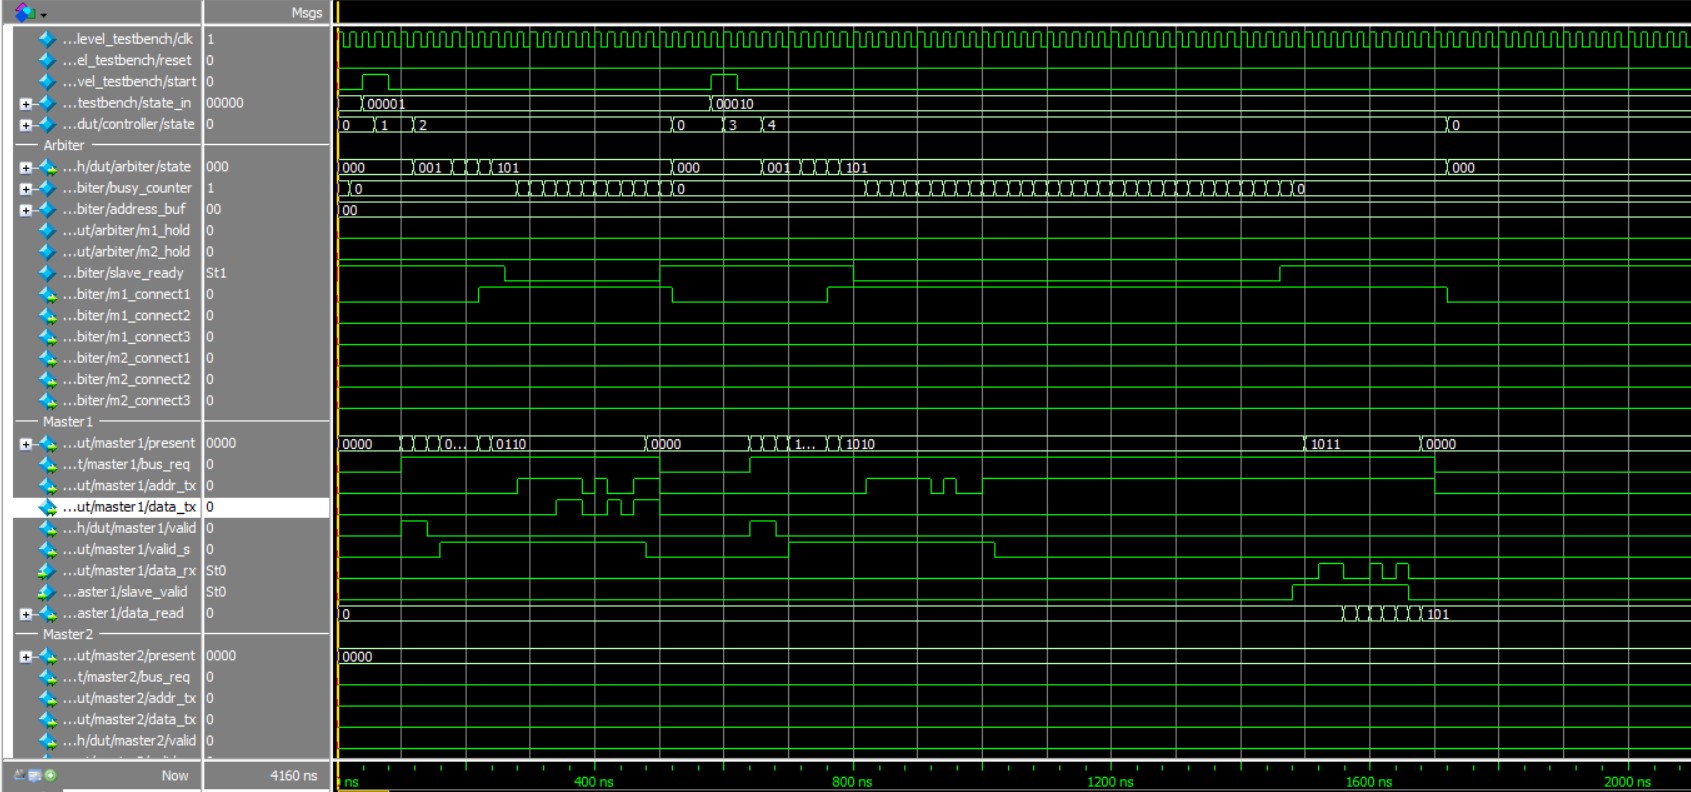 Msgs
...level_testbench/clk 1
...el_testbench/reset 0
...vel_testbench/start 0
...testbench/state_in 00000 00001 00010
...dut/controller/state 0 0 1 2 0 3 4 0
Arbiter
...h/dut/arbiter/state 000 000 001 101 000 001 101 000
...biter/busy_counter 1 0 0 0
...biter/address_buf 00 00
...ut/arbiter/m1_hold 0
...ut/arbiter/m2_hold 0
...biter/slave_ready St1
...biter/m1_connect1 0
...biter/m1_connect2 0
...biter/m1_connect3 0
...biter/m2_connect1 0
...biter/m2_connect2 0
...biter/m2_connect3 0
Master1
...ut/master1/present 0000 0000 0... 0110 0000 1... 1010 1011 0000
...t/master1/bus_req 0
...ut/master1/addr_tx 0
...ut/master1/data_tx 0
...h/dut/master1/valid 0
...ut/master1/valid_s 0
...ut/master1/data_rx St0
...aster1/slave_valid St0
...aster1/data_read 0 0 101
Master2
...ut/master2/present 0000 0000
...t/master2/bus_req 0
...ut/master2/addr_tx 0
...ut/master2/data_tx 0
...h/dut/master2/valid 0
Now 4160 ns ns 400 ns 800 ns 1200 ns 1600 ns 2000 ns